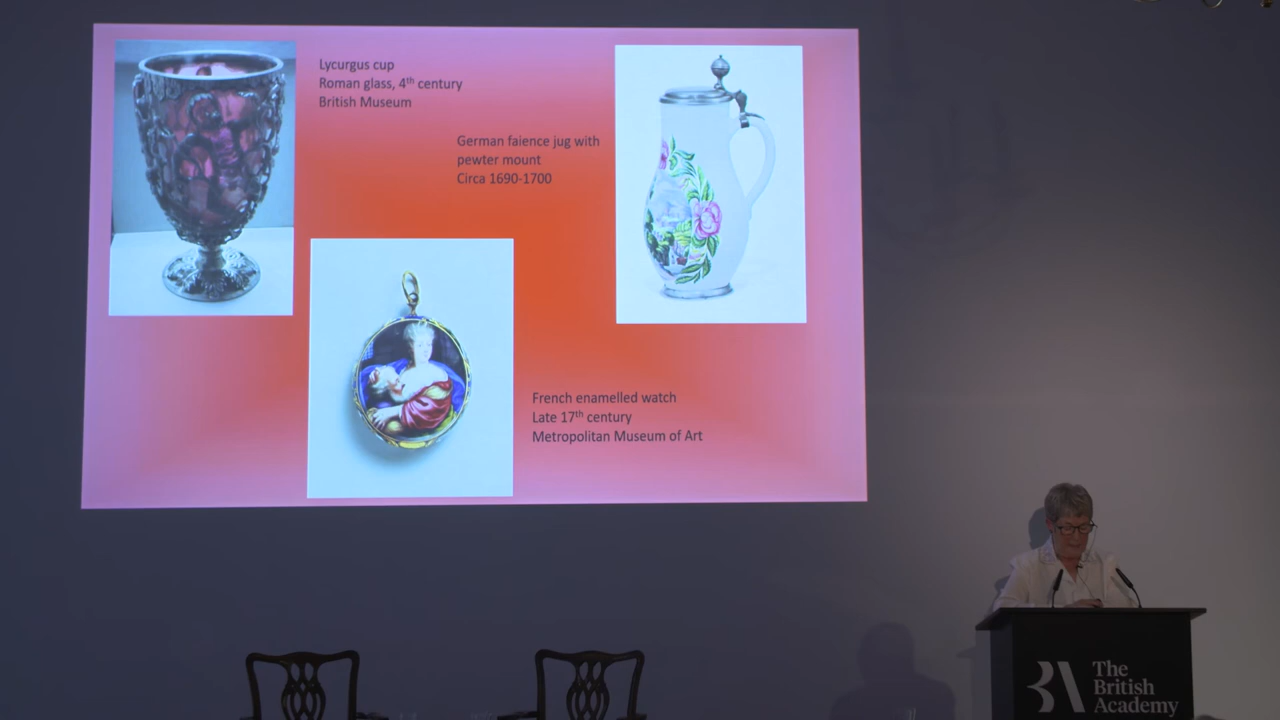 Lycurgus cup
Roman glass, 4th century
British Museum
German faience jug with
pewter mount
Circa 1690-1700
French enamelled watch
Late 17th century
Metropolitan Museum of Art
BA
The
British
Academy